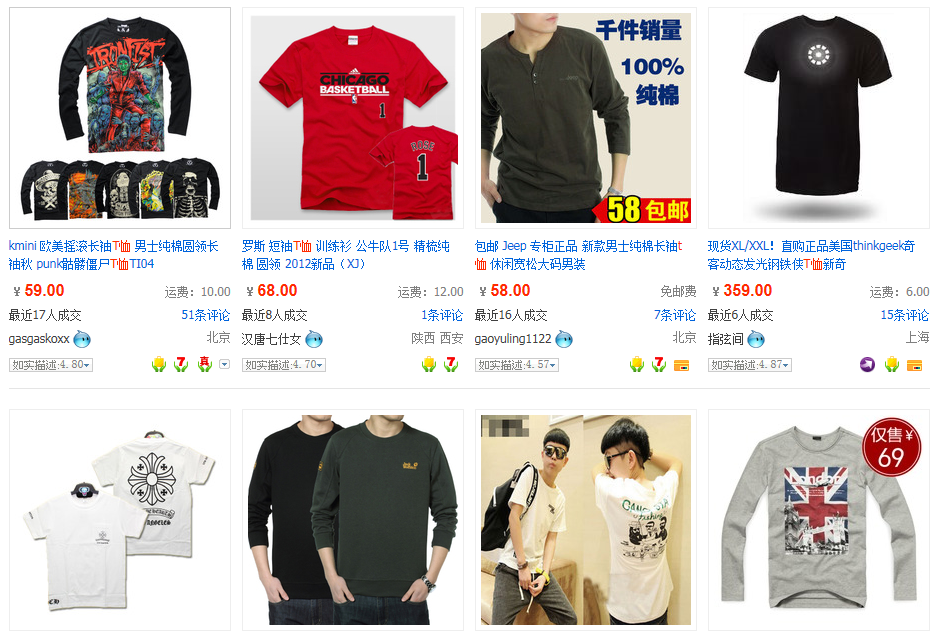 IRONFIST
CHICAGO
BASKETBALL
1
ROSE
1
千件销量
100%
纯棉
58包邮
kmini 欧美摇滚长袖T恤 男士纯棉圆领长
袖秋 punk骷髅僵尸T恤TI04
¥ 59.00
运费：10.00
最近17人成交
51条评论
gasgaskoxx
北京
如实描述:4.80
7
真
罗斯 短袖T恤 训练衫 公牛队1号 精梳纯
棉 圆领 2012新品（XJ）
¥ 68.00
运费：12.00
最近8人成交
1条评论
汉唐七仕女
陕西 西安
如实描述:4.70
7
包邮 Jeep 专柜正品 新款男士纯棉长袖t
恤 休闲宽松大码男装
¥ 58.00
免邮费
最近16人成交
7条评论
gaoyuling1122
北京
如实描述:4.57
7
现货XL/XXL！直购正品美国thinkgeek奇
客动态发光钢铁侠T恤新奇
¥ 359.00
运费：6.00
最近6人成交
15条评论
指弦间
上海
如实描述:4.87
GANGSTA
London
仅售¥
69